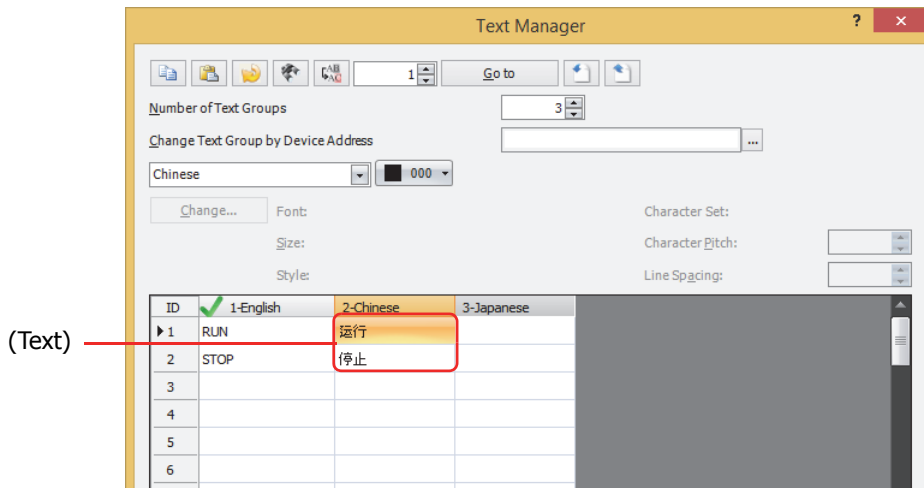 Text Manager
? ×
1 Go to
Number of Text Groups 3
Change Text Group by Device Address ...
Chinese 000
Change... Font: Character Set:
Size: Character Pitch:
Style: Line Spacing:
ID 1-English 2-Chinese 3-Japanese
(Text)
1 RUN 运行
2 STOP 停止
3
4
5
6